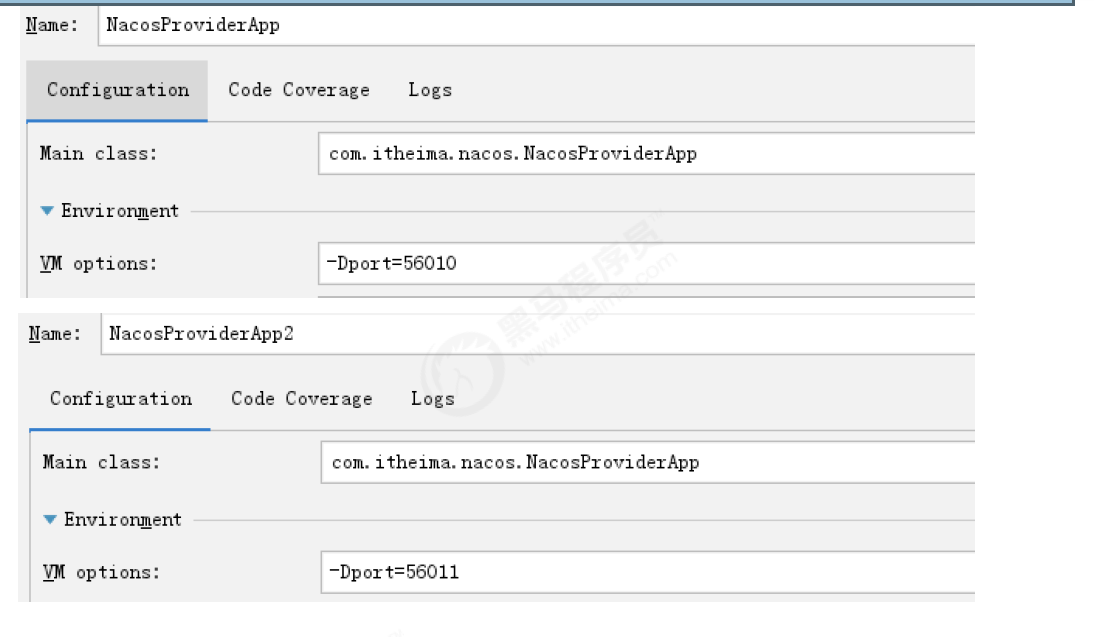 Name: NacosProviderApp
Configuration Code Coverage Logs
Main class: com.itheima.nacos.NacosProviderApp
Environment
VM options: -Dport=56010
黑马程序员™
www.itheima.com
Name: NacosProviderApp2
Configuration Code Coverage Logs
Main class: com.itheima.nacos.NacosProviderApp
Environment
VM options: -Dport=56011